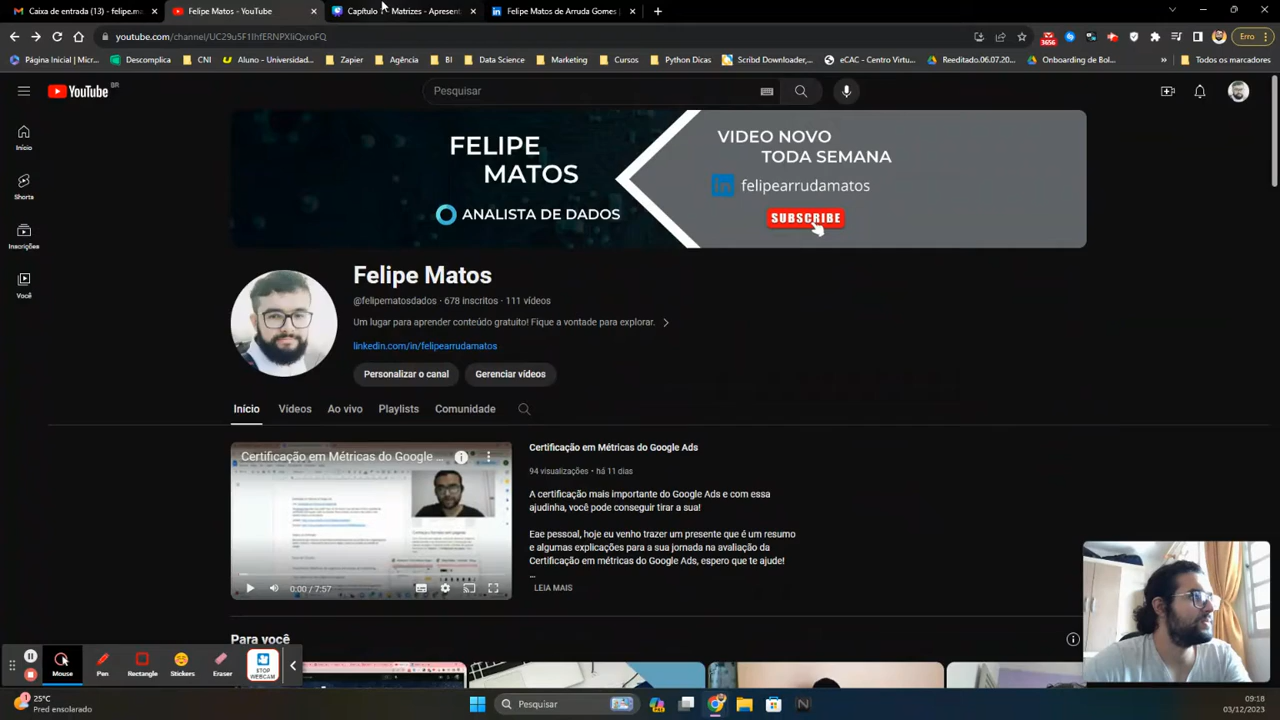 Caixa de entrada (13) - felipe.m
Felipe Matos - YouTube
Capítulo 1 - Matrizes - Apresent
Felipe Matos de Arruda Gomes |
youtube.com/channel/UC29u5F1IhfERNPXIiQxroFQ
3656
Erro
Página Inicial | Micr...
Descomplica
CNI
Aluno - Universidad...
Zapier
Agência
BI
Data Science
Marketing
Cursos
Python Dicas
Scribd Downloader,...
eCAC - Centro Virtu...
Reeditado.06.07.20...
Onboarding de Bol...
Todos os marcadores
YouTube BR
Pesquisar
Início
Shorts
Inscrições
Você
FELIPE
MATOS
ANALISTA DE DADOS
VIDEO NOVO
TODA SEMANA
in felipearrudamatos
SUBSCRIBE
Felipe Matos
@felipematosdados · 678 inscritos · 111 vídeos
Um lugar para aprender conteúdo gratuito! Fique a vontade para explorar.
linkedin.com/in/felipearrudamatos
Personalizar o canal
Gerenciar vídeos
Início
Vídeos
Ao vivo
Playlists
Comunidade
Certificação em Métricas do Google ...
0:00 / 7:57
Certificação em Métricas do Google Ads
94 visualizações · há 11 dias
A certificação mais importante do Google Ads e com essa
ajudinha, você pode conseguir tirar a sua!
Eae pessoal, hoje eu venho trazer um presente que é um resumo
e algumas explicações para a sua jornada na avaliação da
Certificação em métricas do Google Ads, espero que te ajude!
...
LEIA MAIS
Para você
Mouse
Pen
Rectangle
Stickers
Eraser
STOP
WEBCAM
25°C
Pred ensolarado
Pesquisar
09:18
03/12/2023